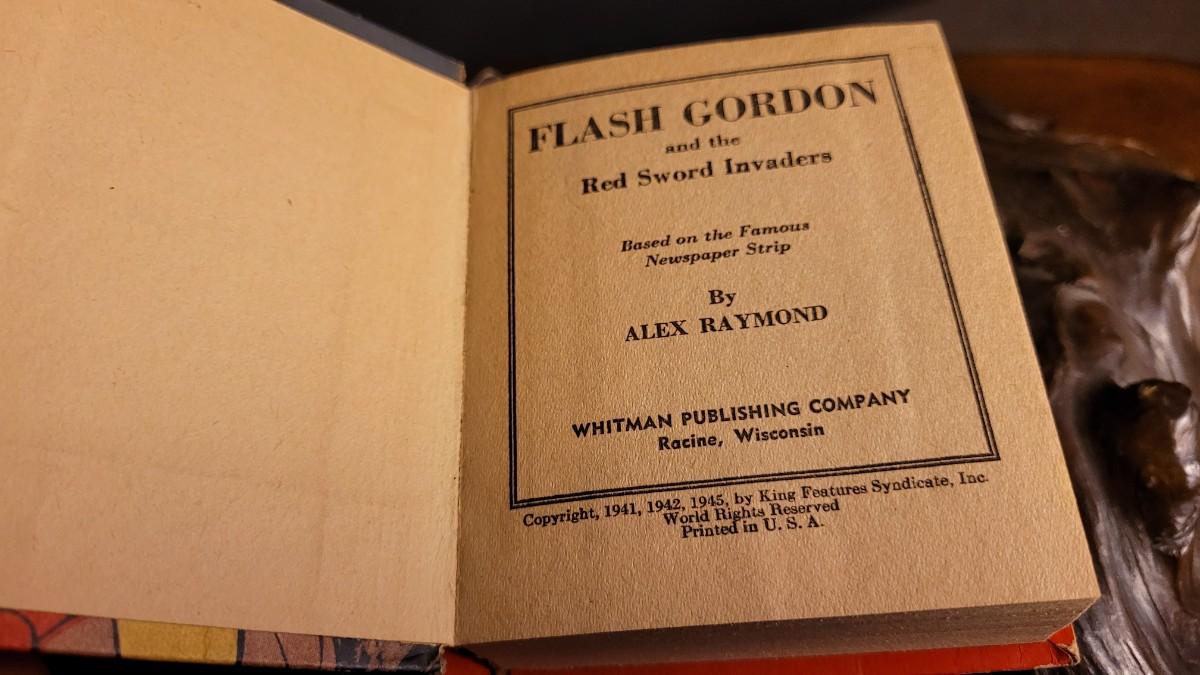 FLASH GORDON
and the
Red Sword Invaders
Based on the Famous
Newspaper Strip
By
ALEX RAYMOND
WHITMAN PUBLISHING COMPANY
Racine, Wisconsin
Copyright, 1941, 1942, 1945, by King Features Syndicate, Inc.
World Rights Reserved
Printed in U. S. A.